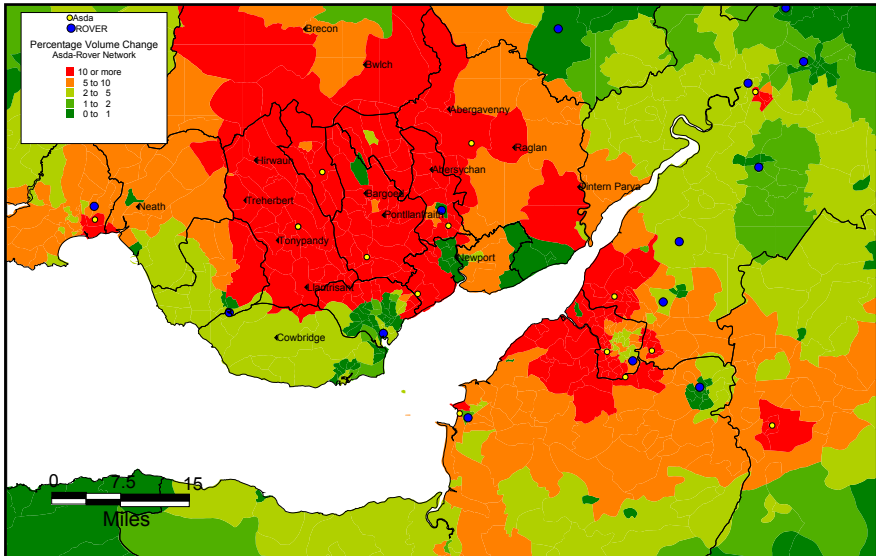 Asda
ROVER
Percentage Volume Change
Asda-Rover Network
10 or more
5 to 10
2 to 5
1 to 2
0 to 1
Brecon
Bwlch
Abergavenny
Raglan
Hirwaun
Abersychan
Tintern Parva
Treherbert
Bargoed
Neath
Pontllanfraith
Tonypandy
Newport
Llantrisant
Cowbridge
0 7.5 15
Miles